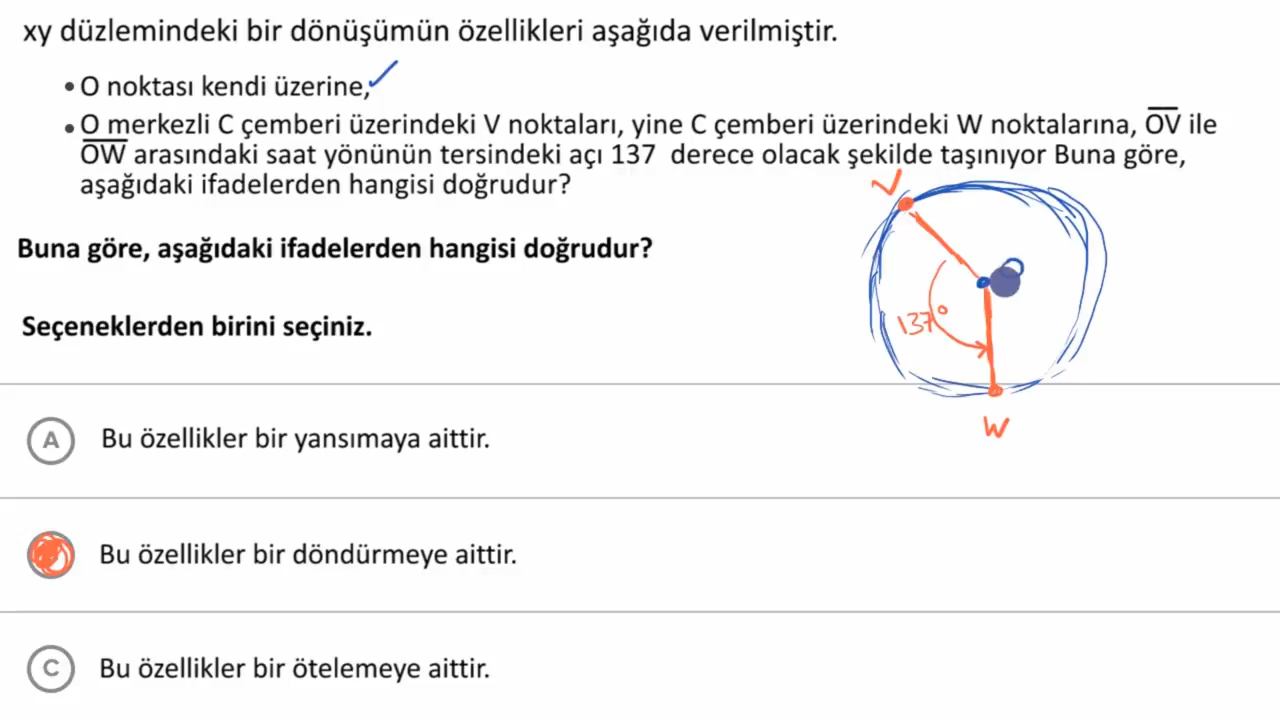 xy düzlemindeki bir dönüşümün özellikleri aşağıda verilmiştir.
• O noktası kendi üzerine,
• O merkezli C çemberi üzerindeki V noktaları, yine C çemberi üzerindeki W noktalarına, OV ile
OW arasındaki saat yönünün tersindeki açı 137 derece olacak şekilde taşınıyor Buna göre,
aşağıdaki ifadelerden hangisi doğrudur?
V
Buna göre, aşağıdaki ifadelerden hangisi doğrudur?
O
137°
Seçeneklerden birini seçiniz.
W
A Bu özellikler bir yansımaya aittir.
Bu özellikler bir döndürmeye aittir.
C Bu özellikler bir ötelemeye aittir.